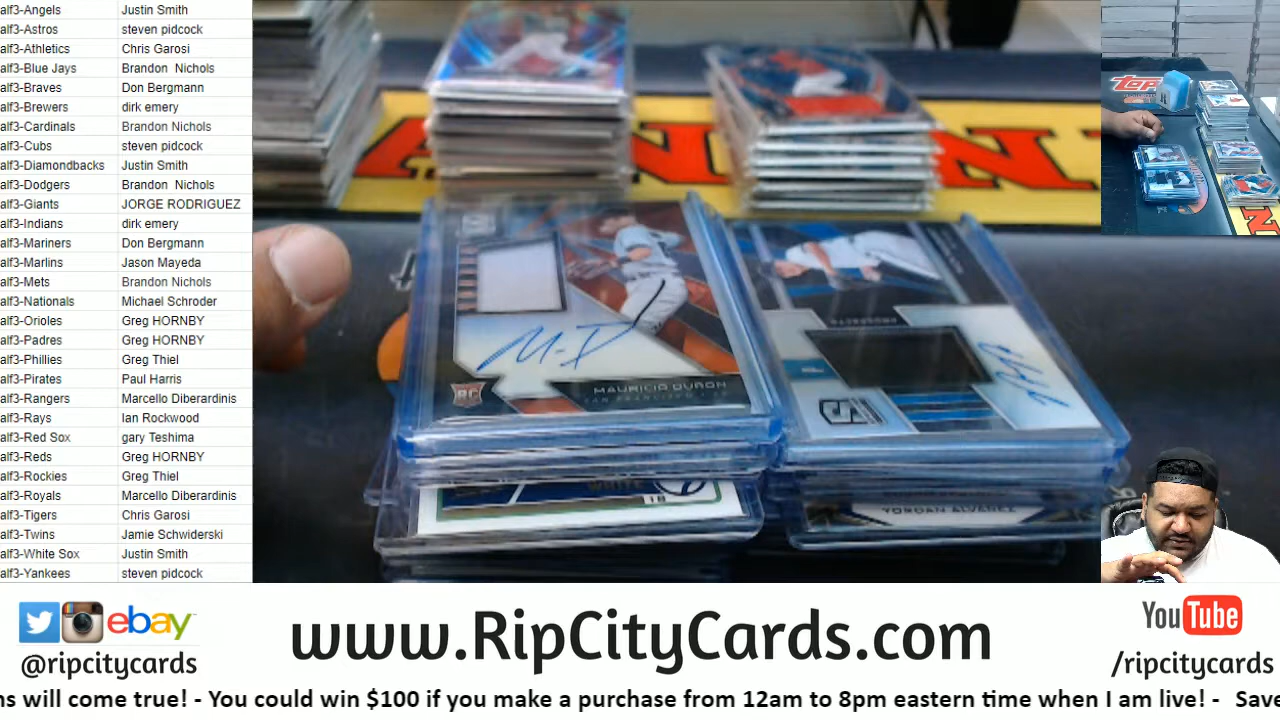 alf3-Angels Justin Smith
alf3-Astros steven pidcock
alf3-Athletics Chris Garosi
alf3-Blue Jays Brandon Nichols
alf3-Braves Don Bergmann
alf3-Brewers dirk emery
alf3-Cardinals Brandon Nichols
alf3-Cubs steven pidcock
alf3-Diamondbacks Justin Smith
alf3-Dodgers Brandon Nichols
alf3-Giants JORGE RODRIGUEZ
alf3-Indians dirk emery
alf3-Mariners Don Bergmann
alf3-Marlins Jason Mayeda
alf3-Mets Brandon Nichols
alf3-Nationals Michael Schroder
alf3-Orioles Greg HORNBY
alf3-Padres Greg HORNBY
alf3-Phillies Greg Thiel
alf3-Pirates Paul Harris
alf3-Rangers Marcello Diberardinis
alf3-Rays Ian Rockwood
alf3-Red Sox gary Teshima
alf3-Reds Greg HORNBY
alf3-Rockies Greg Thiel
alf3-Royals Marcello Diberardinis
alf3-Tigers Chris Garosi
alf3-Twins Jamie Schwiderski
alf3-White Sox Justin Smith
alf3-Yankees steven pidcock
RC
MAURICIO DUBON
SAN FRANCISCO
WHITE
YORDAN ALVAREZ
Topps
ebay
@ripcitycards
www.RipCityCards.com
YouTube
/ripcitycards
ns will come true! - You could win $100 if you make a purchase from 12am to 8pm eastern time when I am live! - Save